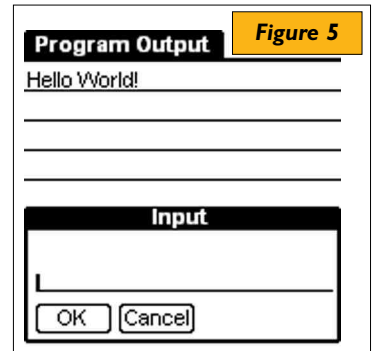 Figure 5
Program Output
Hello World!
Input
OK Cancel